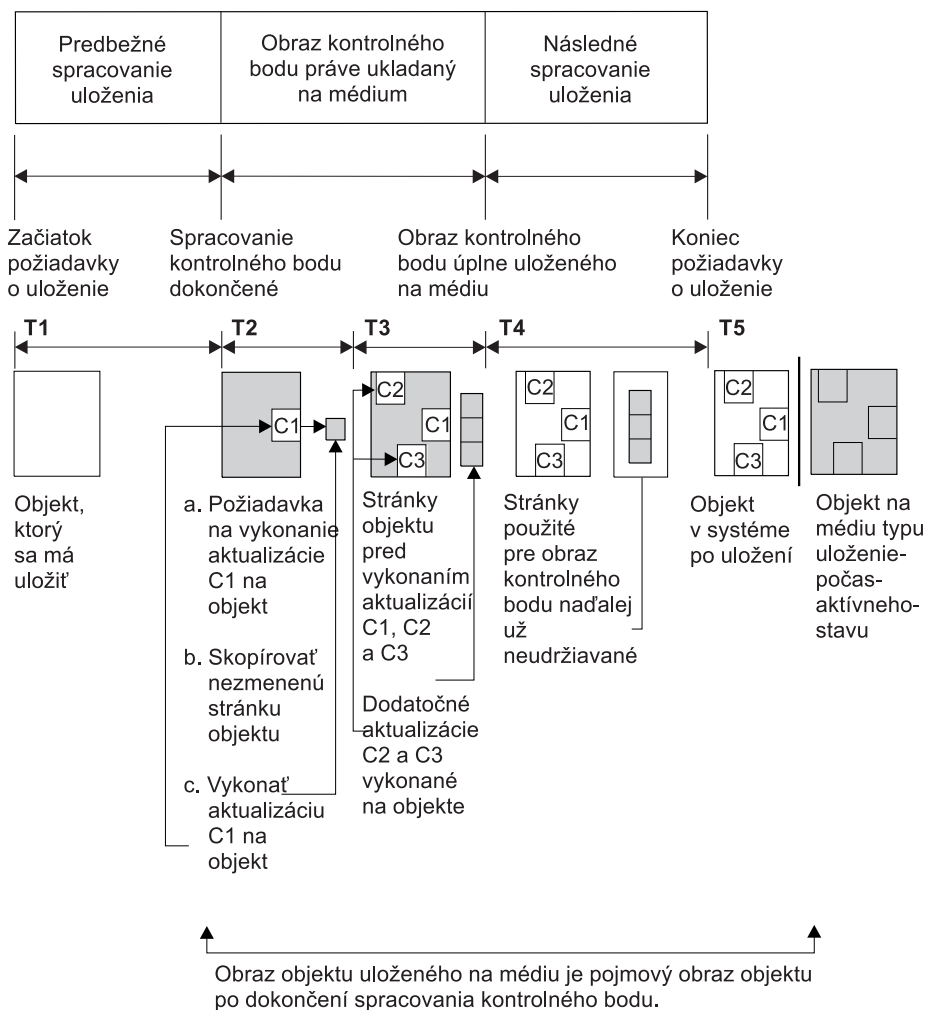 Predbežné
spracovanie
uloženia
Obraz kontrolného
bodu práve ukladaný
na médium
Následné
spracovanie
uloženia
Začiatok
požiadavky
o uloženie
Spracovanie
kontrolného bodu
dokončené
Obraz kontrolného
bodu úplne uloženého
na médiu
Koniec
požiadavky
o uloženie
T1
T2
T3
T4
T5
C1
C2
C1
C3
C2
C1
C3
C2
C1
C3
Objekt,
ktorý
sa má
uložiť
a. Požiadavka
na vykonanie
aktualizácie
C1 na
objekt
b. Skopírovať
nezmenenú
stránku
objektu
c. Vykonať
aktualizáciu
C1 na
objekt
Stránky
objektu
pred
vykonaním
aktualizácií
C1, C2
a C3
Dodatočné
aktualizácie
C2 a C3
vykonané
na objekte
Stránky
použité
pre obraz
kontrolného
bodu naďalej
už
neudržiavané
Objekt
v systéme
po uložení
Objekt na
médiu typu
uloženie-
počas-
aktívneho-
stavu
Obraz objektu uloženého na médiu je pojmový obraz objektu
po dokončení spracovania kontrolného bodu.